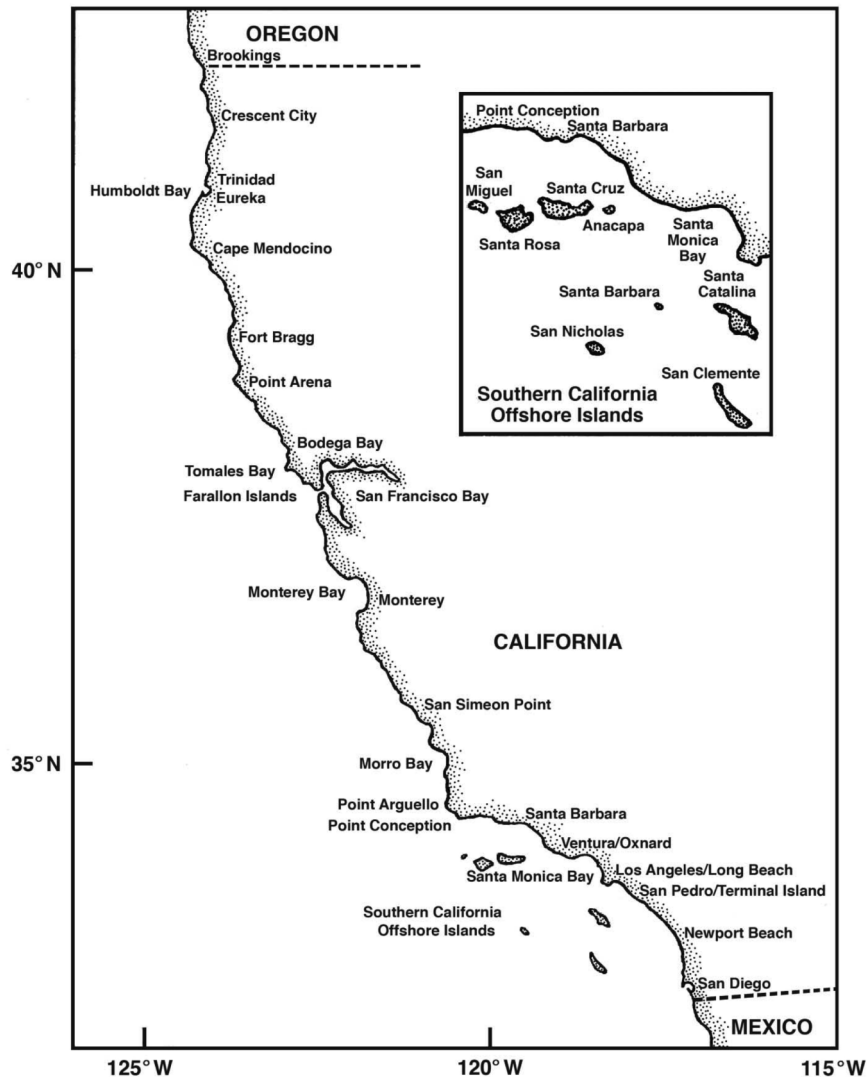 OREGON
Brookings
Crescent City
Trinidad
Humboldt Bay
Eureka
Cape Mendocino
40° N
Fort Bragg
Point Arena
Bodega Bay
Tomales Bay
Farallon Islands
San Francisco Bay
Monterey Bay
Monterey
CALIFORNIA
San Simeon Point
35° N
Morro Bay
Point Arguello
Point Conception
Santa Barbara
Ventura/Oxnard
Santa Monica Bay
Los Angeles/Long Beach
San Pedro/Terminal Island
Southern California
Offshore Islands
Newport Beach
San Diego
MEXICO
125° W
120° W
115° W
Point Conception
Santa Barbara
San
Miguel
Santa Cruz
Santa Rosa
Anacapa
Santa
Monica
Bay
Santa
Catalina
Santa Barbara
San Nicholas
San Clemente
Southern California
Offshore Islands